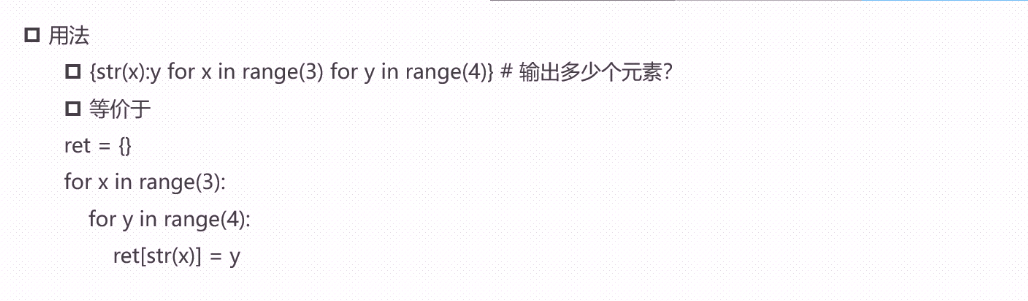 用法
{str(x):y for x in range(3) for y in range(4)} # 输出多少个元素?
等价于
ret = {}
for x in range(3):
for y in range(4):
ret[str(x)] = y